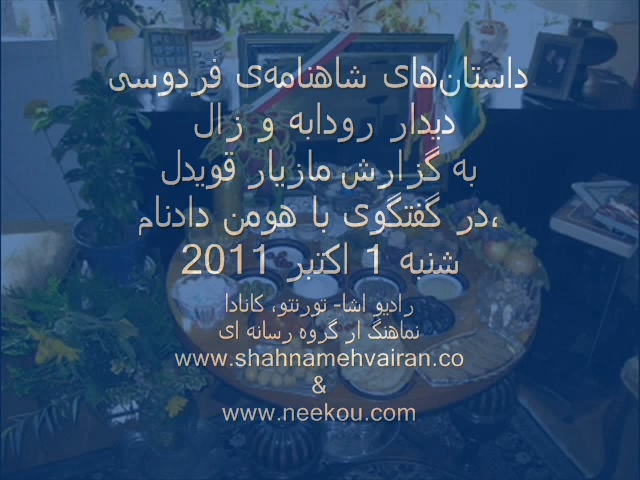 داستان‌های شاهنامه‌ی فردوسی
دیدار رودابه و زال
به گزارش مازیار قویدل
در گفتگوی با هومن دادنام،
شنبه 1 اکتبر 2011
رادیو اشا- تورنتو، کانادا
نماهنگ از گروه رسانه ای
www.shahnamehvairan.co
&
www.neekou.com